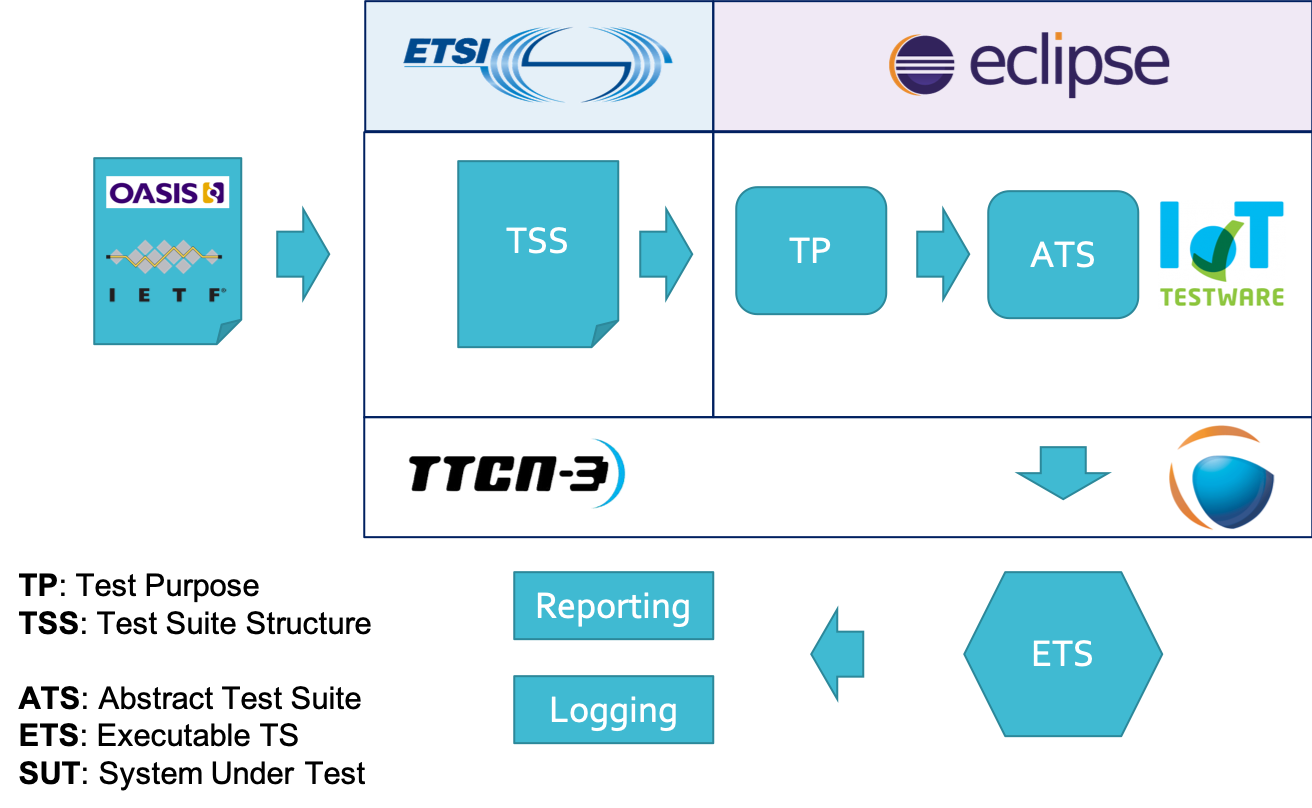 ETSI
eclipse
OASIS
IETF®
TSS
TP
ATS
IoT
TESTWARE
TTCN-3
TP: Test Purpose
TSS: Test Suite Structure
ATS: Abstract Test Suite
ETS: Executable TS
SUT: System Under Test
Reporting
Logging
ETS